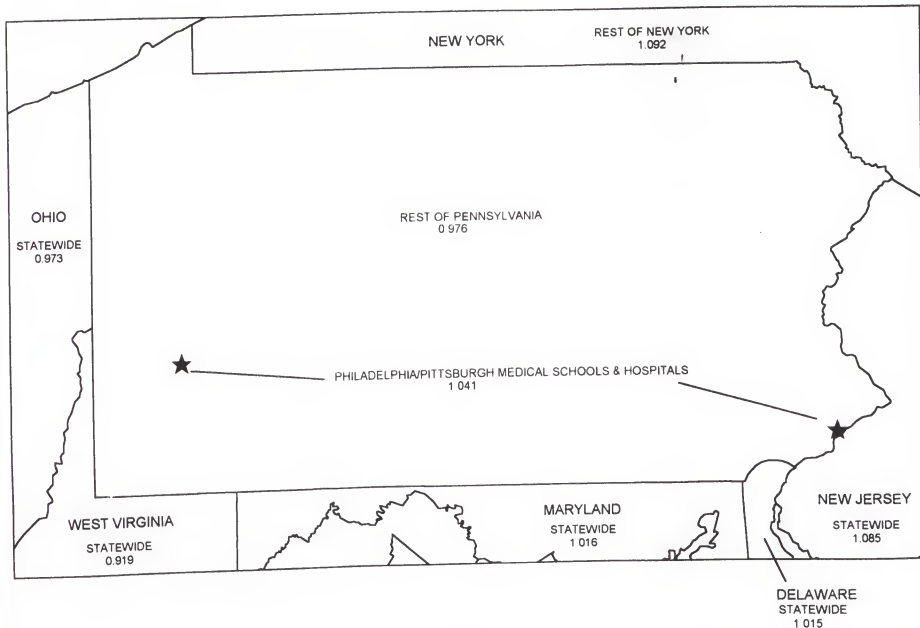 NEW YORK
REST OF NEW YORK
1.092
OHIO
STATEWIDE
0.973
REST OF PENNSYLVANIA
0 976
PHILADELPHIA/PITTSBURGH MEDICAL SCHOOLS & HOSPITALS
1 041
WEST VIRGINIA
STATEWIDE
0.919
MARYLAND
STATEWIDE
1 016
NEW JERSEY
STATEWIDE
1.085
DELAWARE
STATEWIDE
1 015